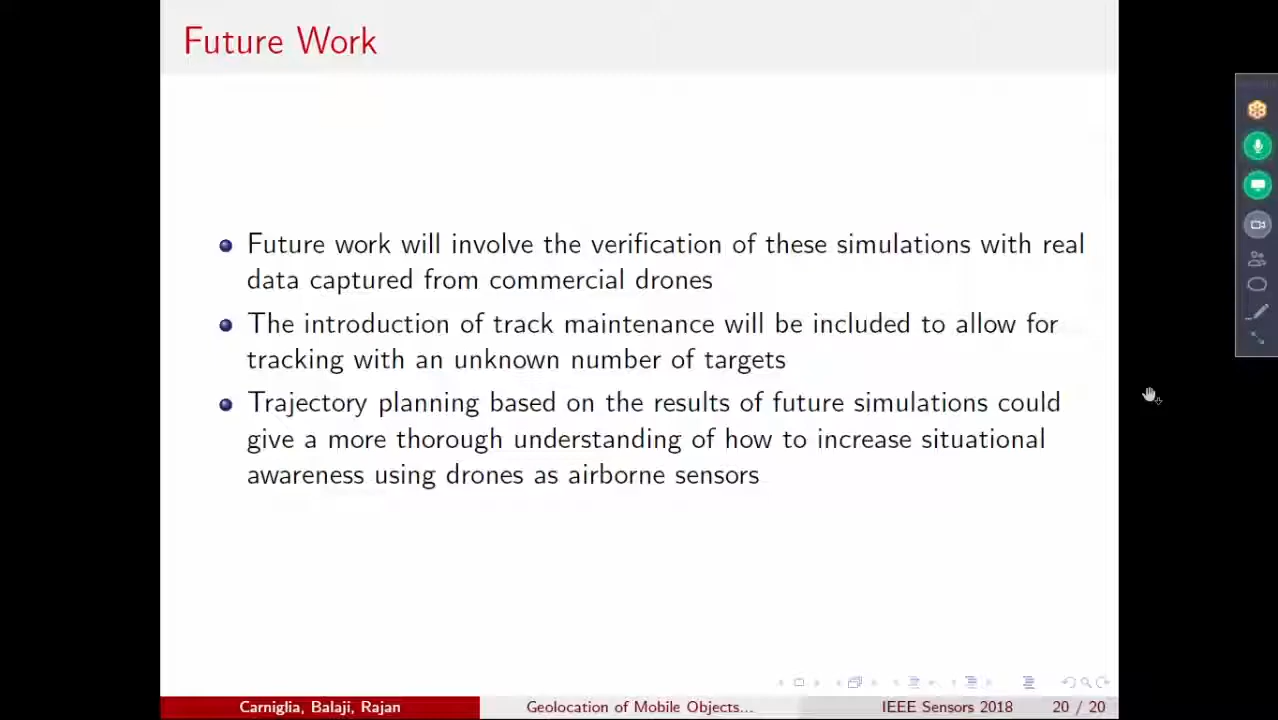 Future Work
Future work will involve the verification of these simulations with real
data captured from commercial drones
The introduction of track maintenance will be included to allow for
tracking with an unknown number of targets
Trajectory planning based on the results of future simulations could
give a more thorough understanding of how to increase situational
awareness using drones as airborne sensors
Carniglia, Balaji, Rajan
Geolocation of Mobile Objects...
IEEE Sensors 2018
20 / 20